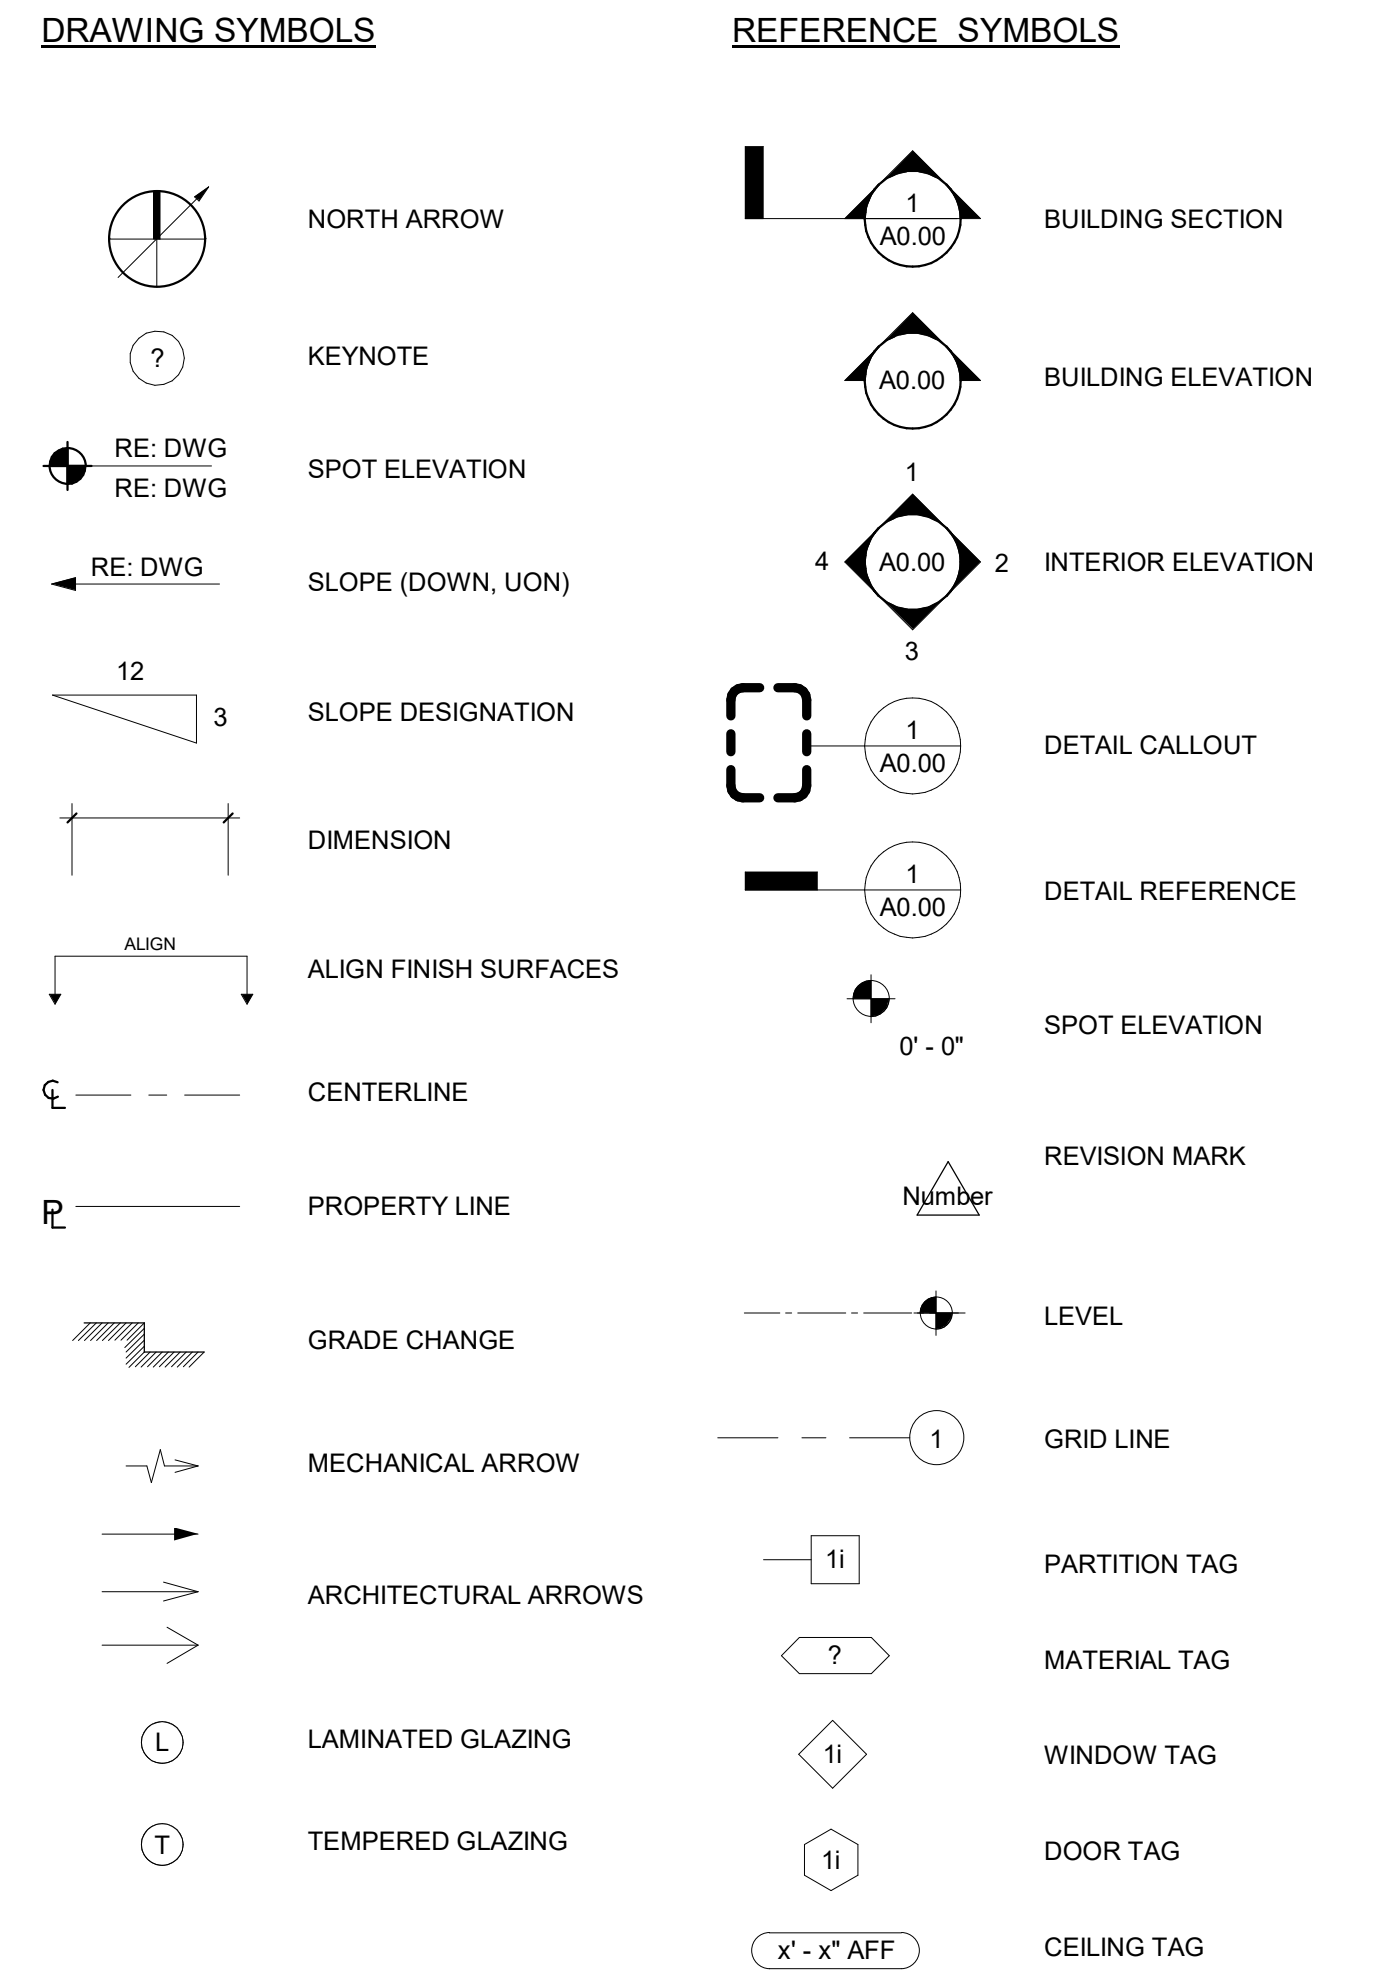 DRAWING SYMBOLS
NORTH ARROW
?
KEYNOTE
RE: DWG
RE: DWG
SPOT ELEVATION
RE: DWG
SLOPE (DOWN, UON)
12
3
SLOPE DESIGNATION
DIMENSION
ALIGN
ALIGN FINISH SURFACES
℄
CENTERLINE
PL
PROPERTY LINE
GRADE CHANGE
MECHANICAL ARROW
ARCHITECTURAL ARROWS
L
LAMINATED GLAZING
T
TEMPERED GLAZING
REFERENCE SYMBOLS
1
A0.00
BUILDING SECTION
A0.00
BUILDING ELEVATION
1
4 A0.00 2
INTERIOR ELEVATION
3
1
A0.00
DETAIL CALLOUT
1
A0.00
DETAIL REFERENCE
0' - 0"
SPOT ELEVATION
REVISION MARK
Number
LEVEL
1
GRID LINE
1i
PARTITION TAG
?
MATERIAL TAG
1i
WINDOW TAG
1i
DOOR TAG
x' - x" AFF
CEILING TAG